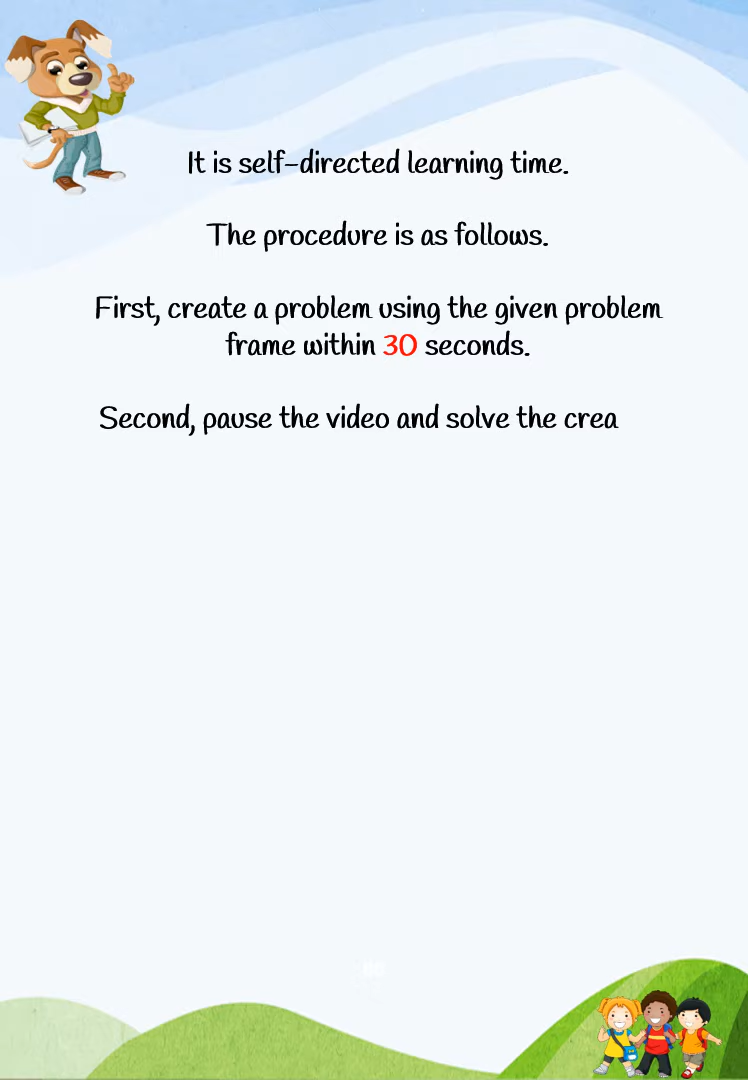 It is self-directed learning time.
The procedure is as follows.
First, create a problem using the given problem
frame within 30 seconds.
Second, pause the video and solve the crea